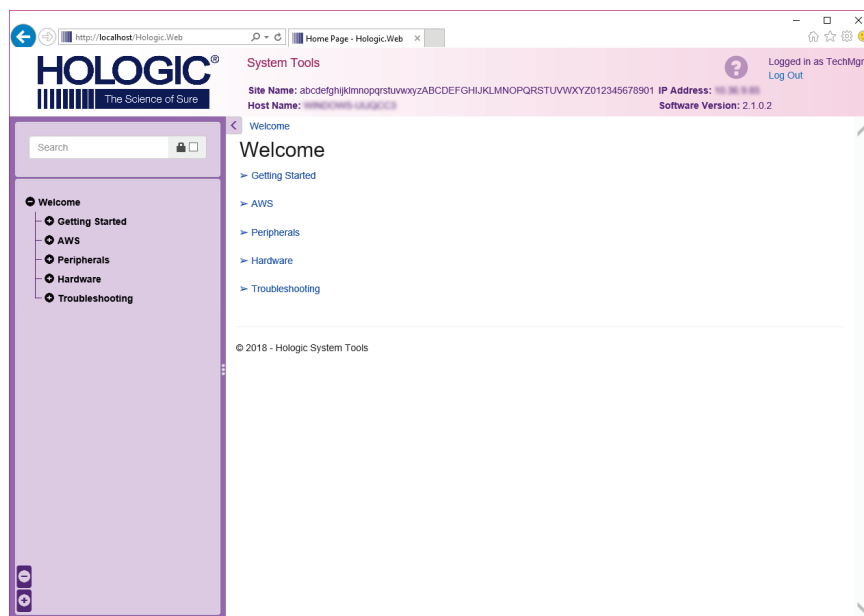 http://localhost/Hologic.Web
Home Page - Hologic.Web
HOLOGIC®
The Science of Sure
System Tools
Logged in as TechMgr
Log Out
Site Name: abcdefghijklmnopqrstuvwxyzABCDEFGHIJKLMNOPQRSTUVWXYZ012345678901 IP Address:
Host Name: Software Version: 2.1.0.2
Search
Welcome
Getting Started
AWS
Peripherals
Hardware
Troubleshooting
Welcome
Welcome
➢ Getting Started
➢ AWS
➢ Peripherals
➢ Hardware
➢ Troubleshooting
© 2018 - Hologic System Tools